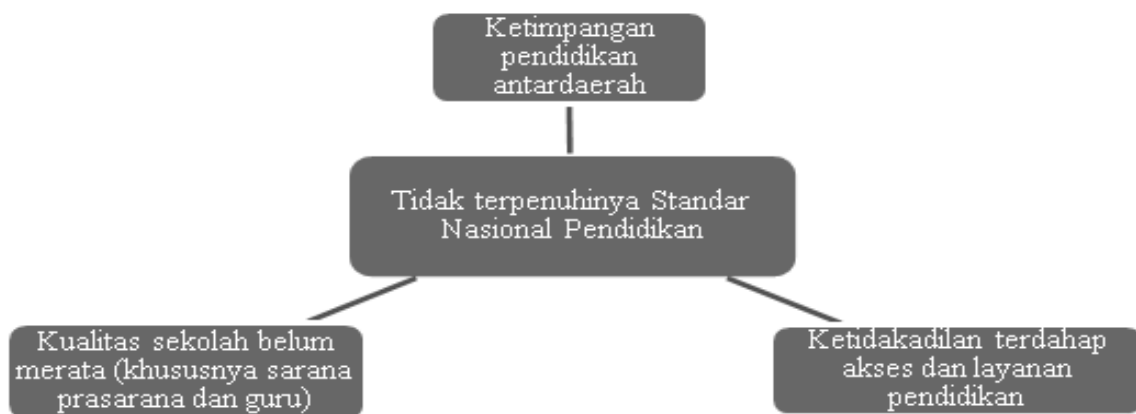 Ketimpangan
pendidikan
antardaerah
Tidak terpenuhinya Standar
Nasional Pendidikan
Kualitas sekolah belum
merata (khususnya sarana
prasarana dan guru)
Ketidakadilan terdahap
akses dan layanan
pendidikan